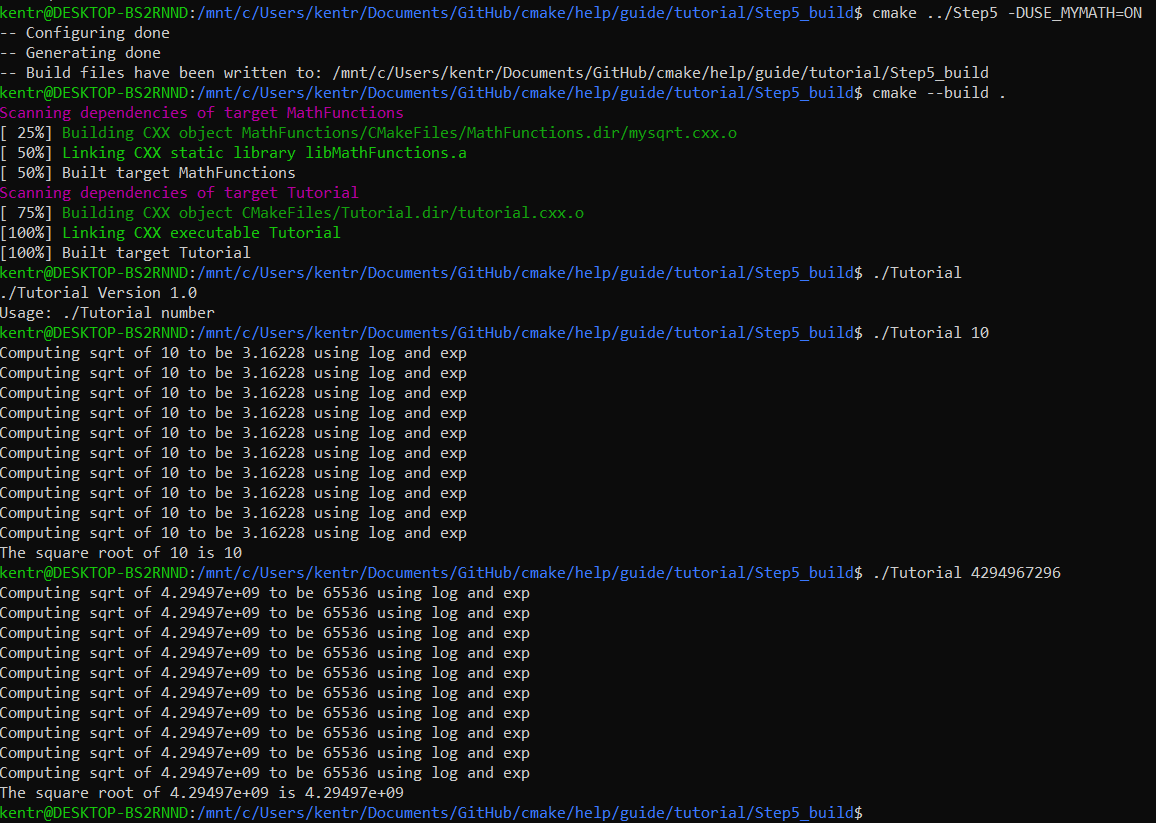 kentr@DESKTOP-BS2RNND:/mnt/c/Users/kentr/Documents/GitHub/cmake/help/guide/tutorial/Step5_build$ cmake ../Step5 -DUSE_MYMATH=ON
-- Configuring done
-- Generating done
-- Build files have been written to: /mnt/c/Users/kentr/Documents/GitHub/cmake/help/guide/tutorial/Step5_build
kentr@DESKTOP-BS2RNND:/mnt/c/Users/kentr/Documents/GitHub/cmake/help/guide/tutorial/Step5_build$ cmake --build .
Scanning dependencies of target MathFunctions
[ 25%] Building CXX object MathFunctions/CMakeFiles/MathFunctions.dir/mysqrt.cxx.o
[ 50%] Linking CXX static library libMathFunctions.a
[ 50%] Built target MathFunctions
Scanning dependencies of target Tutorial
[ 75%] Building CXX object CMakeFiles/Tutorial.dir/tutorial.cxx.o
[100%] Linking CXX executable Tutorial
[100%] Built target Tutorial
kentr@DESKTOP-BS2RNND:/mnt/c/Users/kentr/Documents/GitHub/cmake/help/guide/tutorial/Step5_build$ ./Tutorial
./Tutorial Version 1.0
Usage: ./Tutorial number
kentr@DESKTOP-BS2RNND:/mnt/c/Users/kentr/Documents/GitHub/cmake/help/guide/tutorial/Step5_build$ ./Tutorial 10
Computing sqrt of 10 to be 3.16228 using log and exp
Computing sqrt of 10 to be 3.16228 using log and exp
Computing sqrt of 10 to be 3.16228 using log and exp
Computing sqrt of 10 to be 3.16228 using log and exp
Computing sqrt of 10 to be 3.16228 using log and exp
Computing sqrt of 10 to be 3.16228 using log and exp
Computing sqrt of 10 to be 3.16228 using log and exp
Computing sqrt of 10 to be 3.16228 using log and exp
Computing sqrt of 10 to be 3.16228 using log and exp
Computing sqrt of 10 to be 3.16228 using log and exp
The square root of 10 is 10
kentr@DESKTOP-BS2RNND:/mnt/c/Users/kentr/Documents/GitHub/cmake/help/guide/tutorial/Step5_build$ ./Tutorial 4294967296
Computing sqrt of 4.29497e+09 to be 65536 using log and exp
Computing sqrt of 4.29497e+09 to be 65536 using log and exp
Computing sqrt of 4.29497e+09 to be 65536 using log and exp
Computing sqrt of 4.29497e+09 to be 65536 using log and exp
Computing sqrt of 4.29497e+09 to be 65536 using log and exp
Computing sqrt of 4.29497e+09 to be 65536 using log and exp
Computing sqrt of 4.29497e+09 to be 65536 using log and exp
Computing sqrt of 4.29497e+09 to be 65536 using log and exp
Computing sqrt of 4.29497e+09 to be 65536 using log and exp
Computing sqrt of 4.29497e+09 to be 65536 using log and exp
The square root of 4.29497e+09 is 4.29497e+09
kentr@DESKTOP-BS2RNND:/mnt/c/Users/kentr/Documents/GitHub/cmake/help/guide/tutorial/Step5_build$